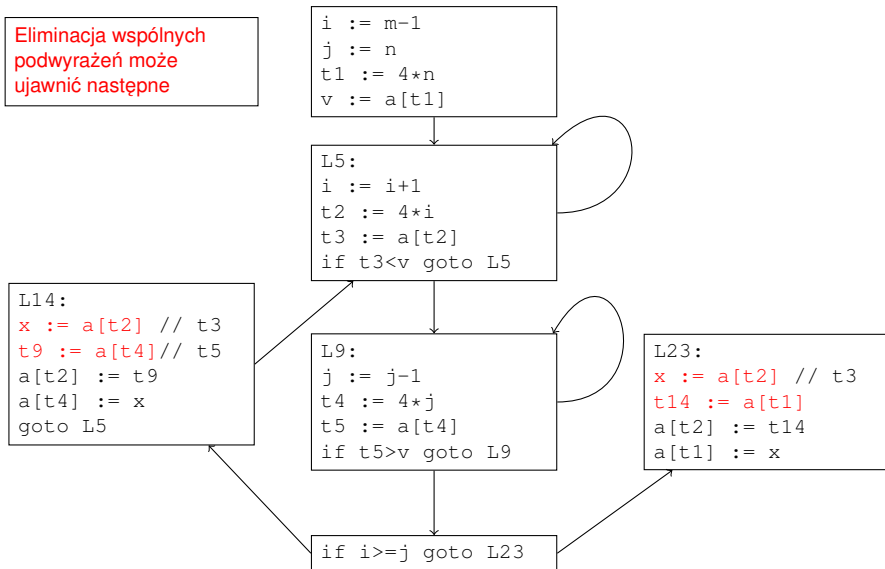 Eliminacja wspólnych
podwyrażeń może
ujawnić następne
i := m-1
j := n
t1 := 4*n
v := a[t1]
L5:
i := i+1
t2 := 4*i
t3 := a[t2]
if t3<v goto L5
L14:
x := a[t2] // t3
t9 := a[t4]// t5
a[t2] := t9
a[t4] := x
goto L5
L9:
j := j-1
t4 := 4*j
t5 := a[t4]
if t5>v goto L9
L23:
x := a[t2] // t3
t14 := a[t1]
a[t2] := t14
a[t1] := x
if i>=j goto L23